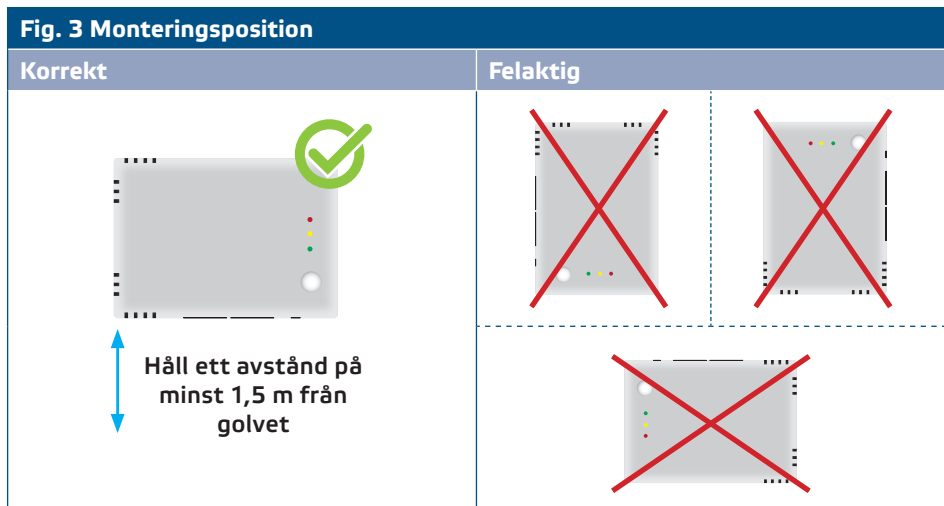 Fig. 3 Monteringsposition
Korrekt
Felaktig
Håll ett avstånd på
minst 1,5 m från
golvet